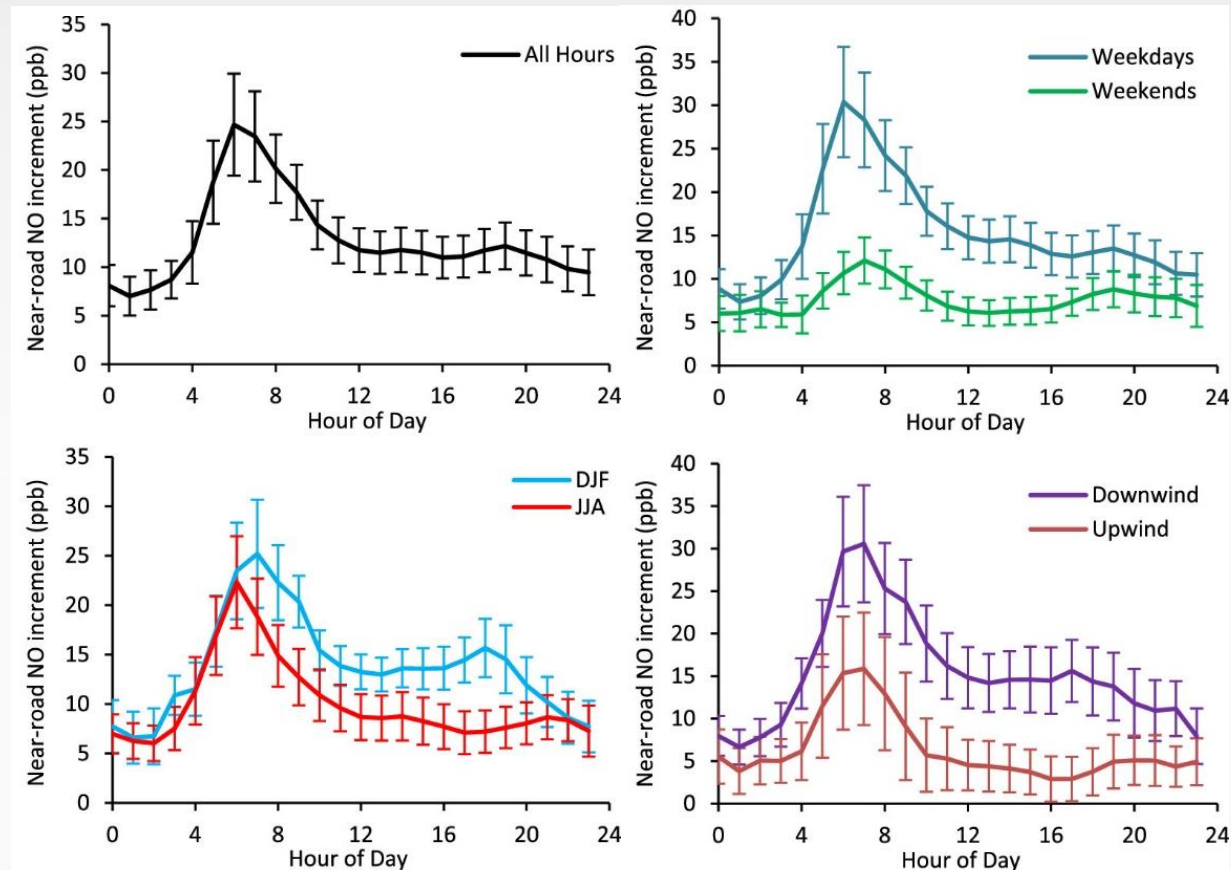 Near-road NO increment (ppb)
35
30
25
20
15
10
5
0
All Hours
0 4 8 12 16 20 24
Hour of Day
Near-road NO increment (ppb)
40
35
30
25
20
15
10
5
0
Weekdays
Weekends
0 4 8 12 16 20 24
Hour of Day
Near-road NO increment (ppb)
35
30
25
20
15
10
5
0
DJF
JJA
0 4 8 12 16 20 24
Hour of Day
Near-road NO increment (ppb)
40
35
30
25
20
15
10
5
0
Downwind
Upwind
0 4 8 12 16 20 24
Hour of Day